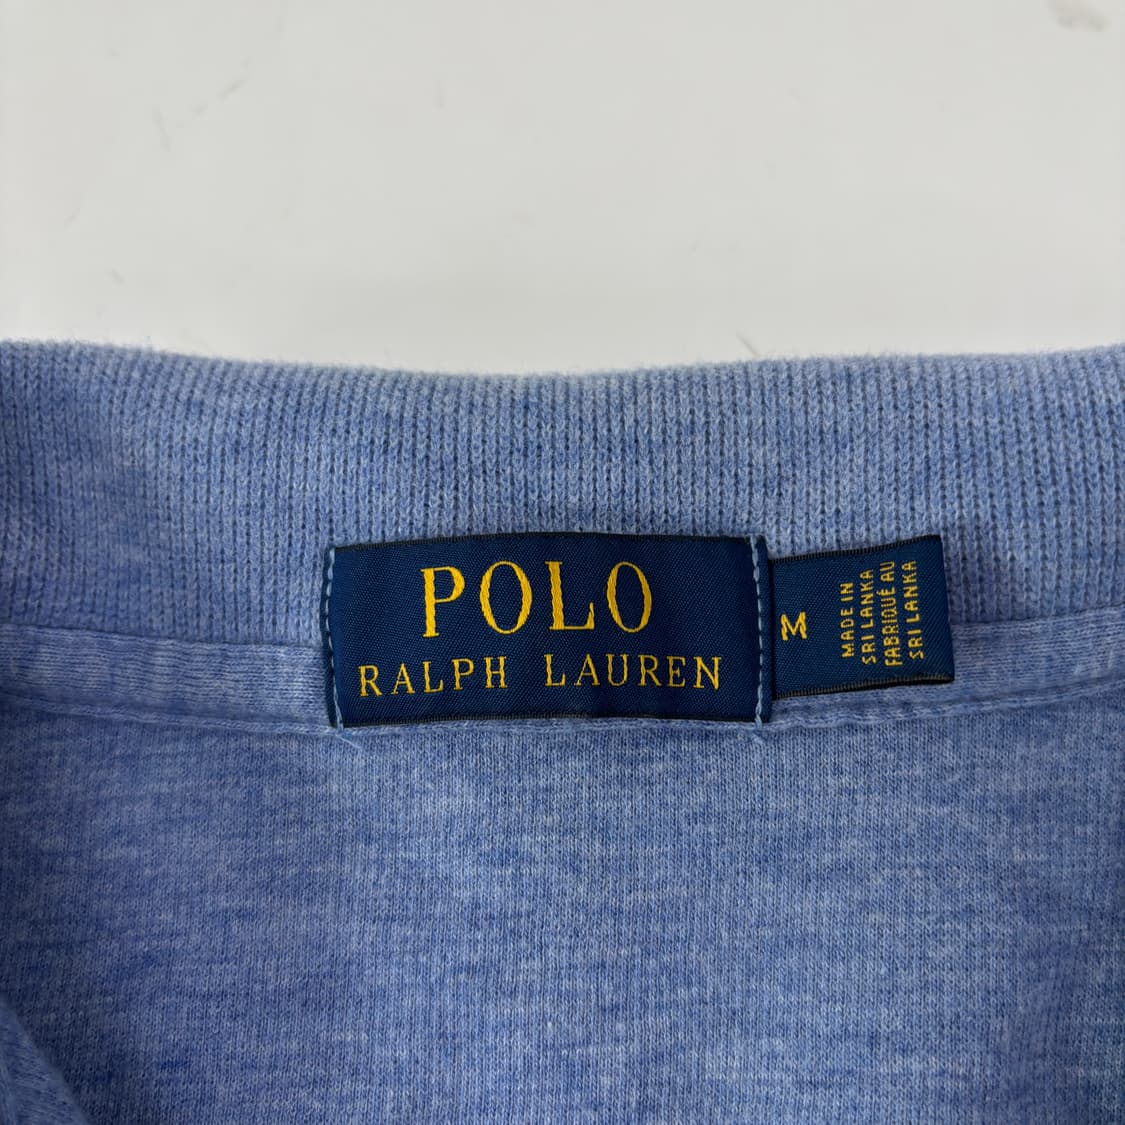 POLO
RALPH LAUREN
M
MADE IN
SRI LANKA
FABRIQUÉ AU
SRI LANKA